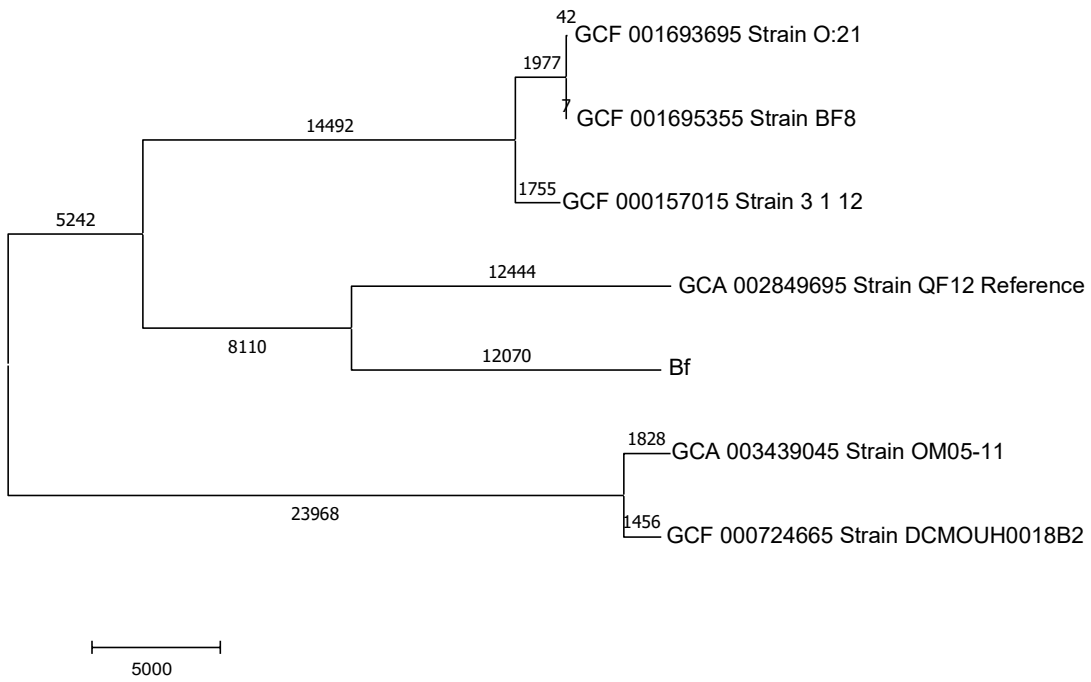 42
GCF 001693695 Strain O:21
1977
7
GCF 001695355 Strain BF8
14492
1755
GCF 000157015 Strain 3 1 12
5242
12444
GCA 002849695 Strain QF12 Reference
8110
12070
Bf
1828
GCA 003439045 Strain OM05-11
23968
1456
GCF 000724665 Strain DCMOUH0018B2
5000